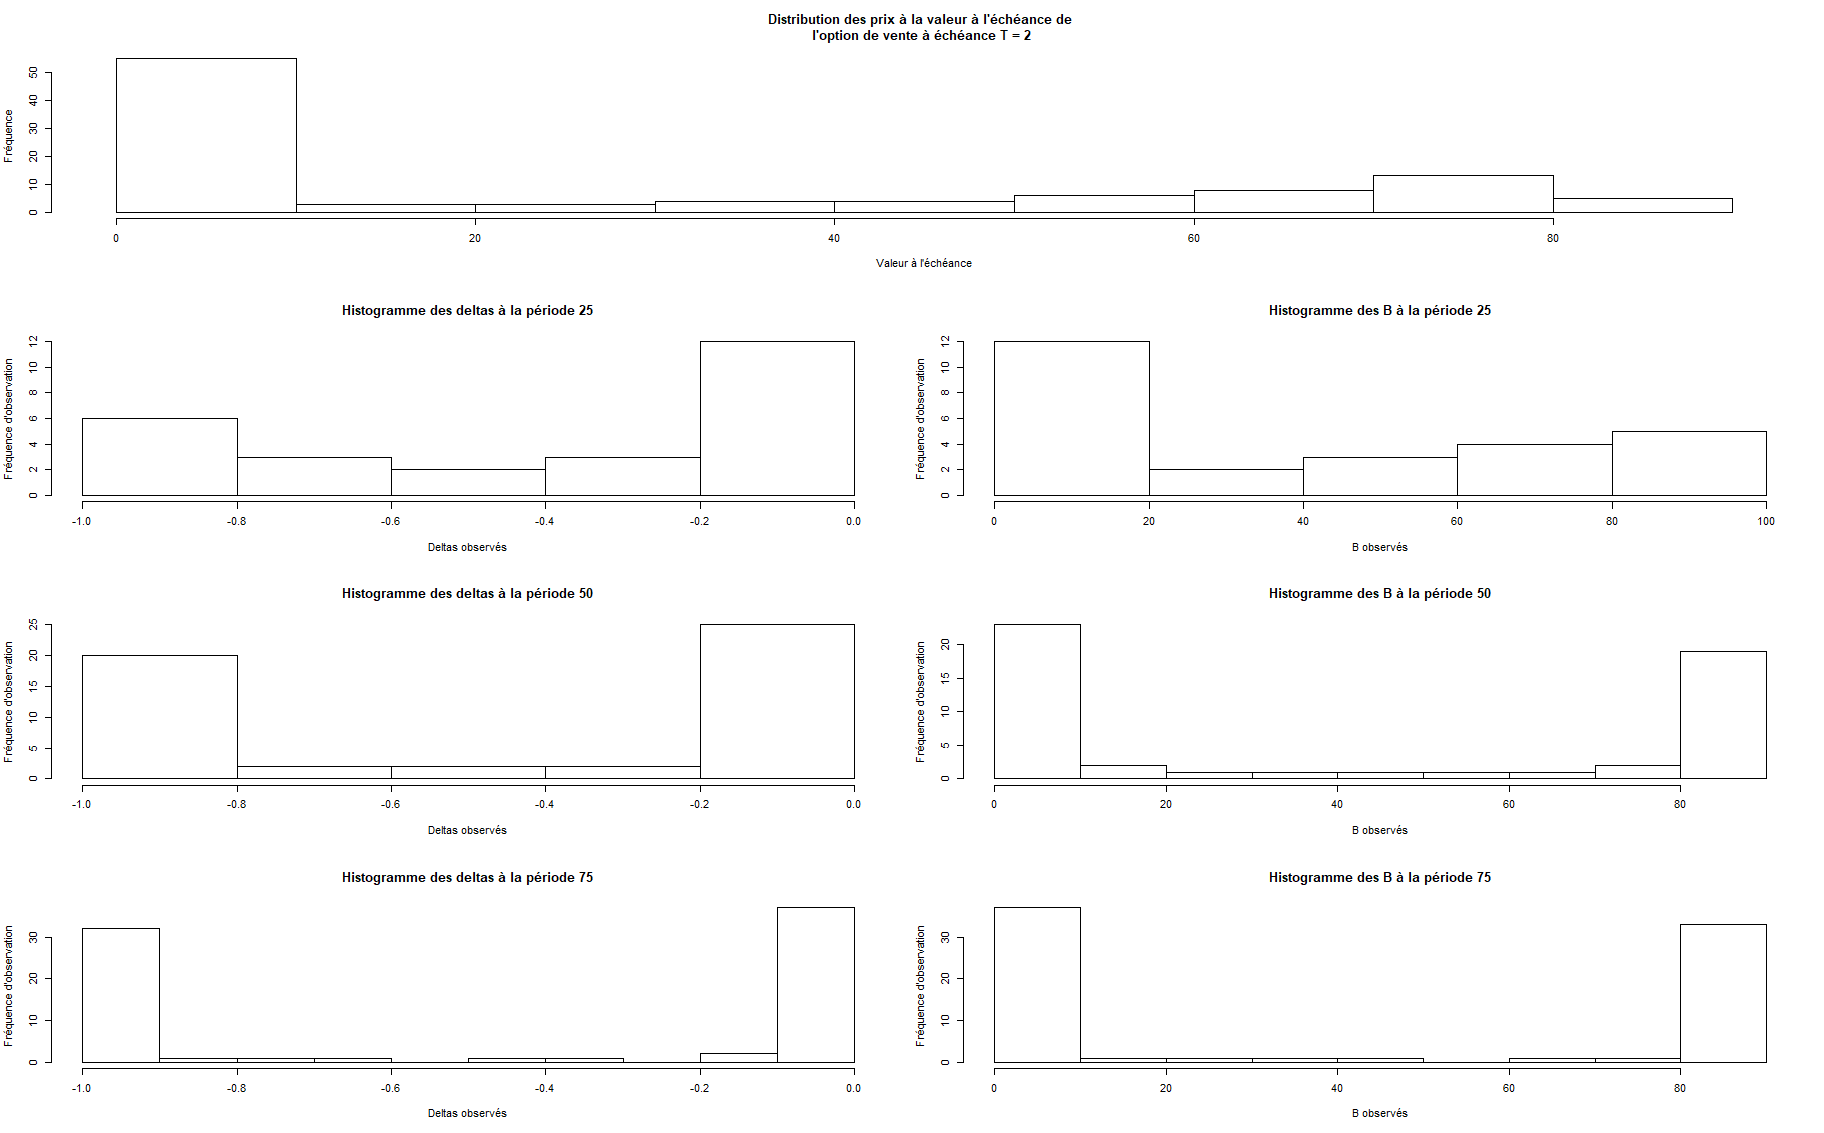 Distribution des prix à la valeur à l'échéance de
l'option de vente à échéance T = 2
Fréquence
0 10 20 30 40 50
0 20 40 60 80
Valeur à l'échéance
Histogramme des deltas à la période 25
Fréquence d'observation
0 2 4 6 8 10 12
-1.0 -0.8 -0.6 -0.4 -0.2 0.0
Deltas observés
Histogramme des B à la période 25
Fréquence d'observation
0 2 4 6 8 10 12
0 20 40 60 80 100
B observés
Histogramme des deltas à la période 50
Fréquence d'observation
0 5 10 15 20 25
-1.0 -0.8 -0.6 -0.4 -0.2 0.0
Deltas observés
Histogramme des B à la période 50
Fréquence d'observation
0 5 10 15 20
0 20 40 60 80
B observés
Histogramme des deltas à la période 75
Fréquence d'observation
0 10 20 30
-1.0 -0.8 -0.6 -0.4 -0.2 0.0
Deltas observés
Histogramme des B à la période 75
Fréquence d'observation
0 10 20 30
0 20 40 60 80
B observés